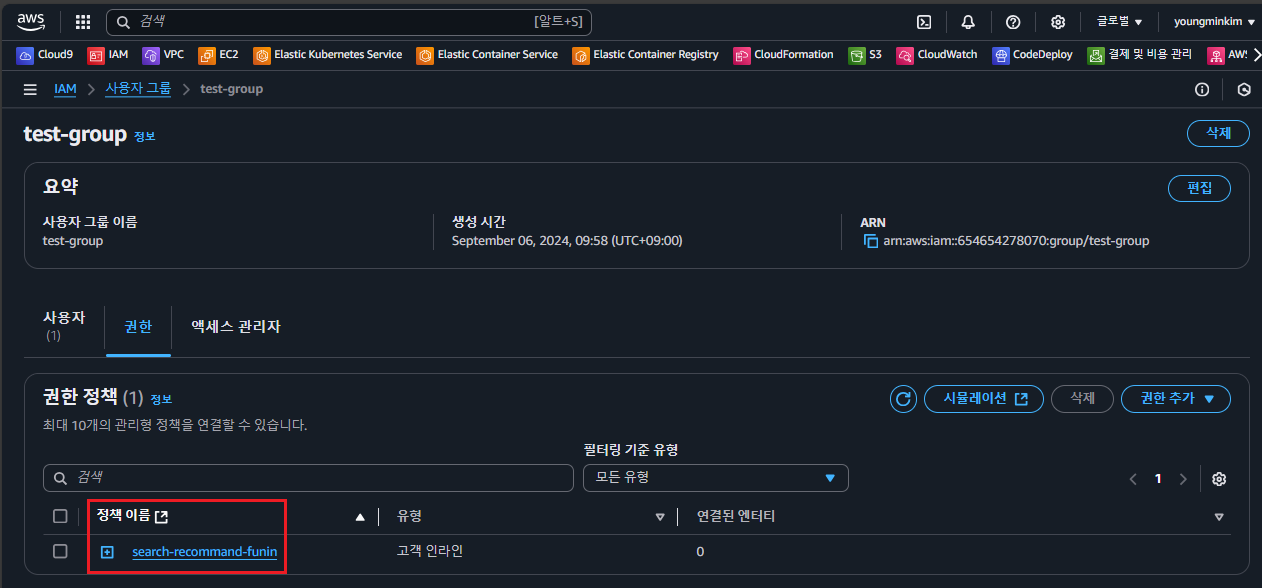 aws 검색 [알트+S] 글로벌 youngminkim
Cloud9 IAM VPC EC2 Elastic Kubernetes Service Elastic Container Service Elastic Container Registry CloudFormation S3 CloudWatch CodeDeploy 결제 및 비용 관리
IAM 사용자 그룹 test-group
test-group 정보 삭제
요약 편집
사용자 그룹 이름 생성 시간 ARN
test-group September 06, 2024, 09:58 (UTC+09:00) arn:aws:iam::654654278070:group/test-group
사용자
(1) 권한 액세스 관리자
권한 정책 (1) 정보 시뮬레이션 삭제 권한 추가
최대 10개의 관리형 정책을 연결할 수 있습니다.
필터링 기준 유형
검색 모든 유형 1
정책 이름 유형 연결된 엔터티
search-recommand-funin 고객 인라인 0